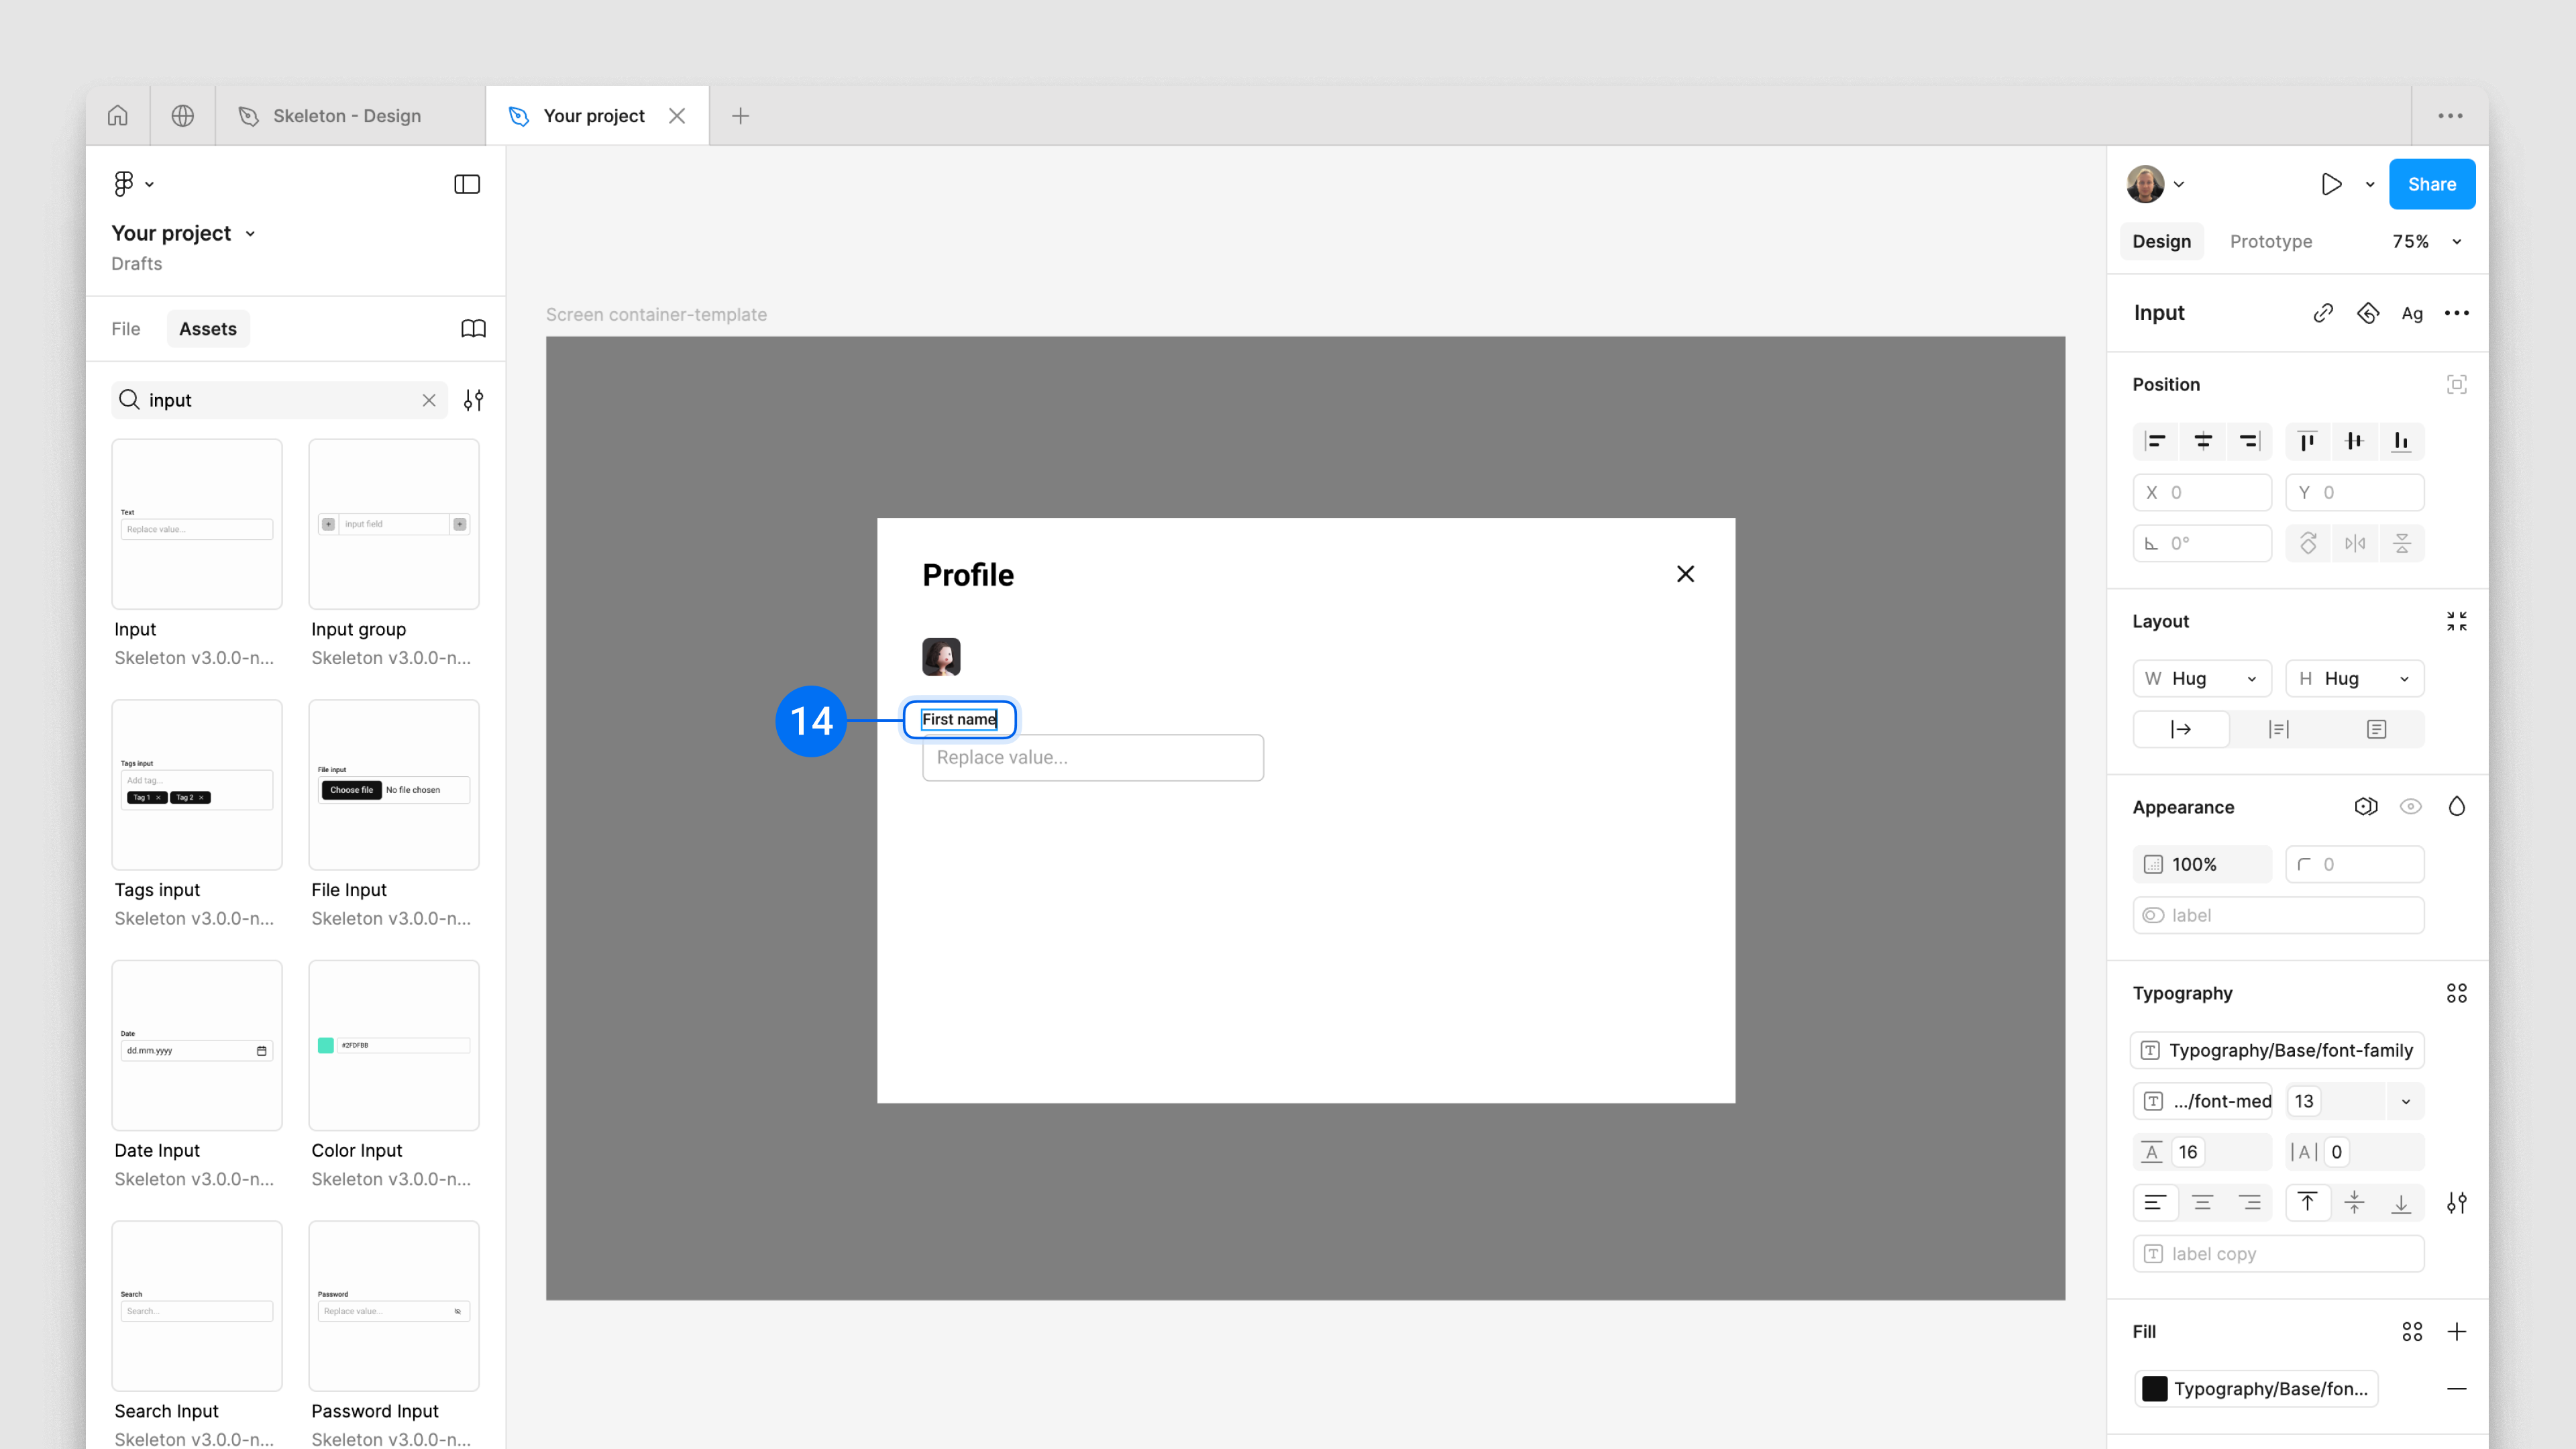 Skeleton - Design
Your project
Your project
Drafts
File
Assets
input
Text
Replace value...
Input
Skeleton v3.0.0-n...
input field
Input group
Skeleton v3.0.0-n...
Tags input
Add tag...
Tag 1
Tag 2
Tags input
Skeleton v3.0.0-n...
File input
Choose file
No file chosen
File Input
Skeleton v3.0.0-n...
Date
dd.mm.yyyy
Date Input
Skeleton v3.0.0-n...
#2FDFBB
Color Input
Skeleton v3.0.0-n...
Search
Search...
Search Input
Skeleton v3.0.0-n...
Password
Replace value...
Password Input
Skeleton v3.0.0-n...
Screen container-template
Profile
14
First name
Replace value...
Share
Design
Prototype
75%
Input
Ag
Position
X 0
Y 0
0°
Layout
W Hug
H Hug
Appearance
100%
0
label
Typography
Typography/Base/font-family
.../font-med
13
A 16
|A| 0
label copy
Fill
Typography/Base/fon...